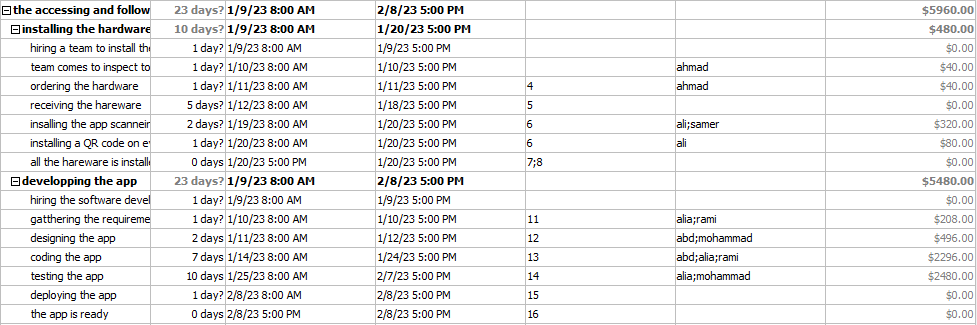 the accessing and follow 23 days? 1/9/23 8:00 AM 2/8/23 5:00 PM $5960.00
installing the hardware 10 days? 1/9/23 8:00 AM 1/20/23 5:00 PM $480.00
hiring a team to install the 1 day? 1/9/23 8:00 AM 1/9/23 5:00 PM $0.00
team comes to inspect to 1 day? 1/10/23 8:00 AM 1/10/23 5:00 PM ahmad $40.00
ordering the hardware 1 day? 1/11/23 8:00 AM 1/11/23 5:00 PM 4 ahmad $40.00
receiving the hareware 5 days? 1/12/23 8:00 AM 1/18/23 5:00 PM 5 $0.00
insalling the app scannein 2 days? 1/19/23 8:00 AM 1/20/23 5:00 PM 6 ali;samer $320.00
installing a QR code on ev 1 day? 1/20/23 8:00 AM 1/20/23 5:00 PM 6 ali $80.00
all the hareware is installe 0 days 1/20/23 5:00 PM 1/20/23 5:00 PM 7;8 $0.00
developping the app 23 days? 1/9/23 8:00 AM 2/8/23 5:00 PM $5480.00
hiring the software devel 1 day? 1/9/23 8:00 AM 1/9/23 5:00 PM $0.00
gatthering the requireme 1 day? 1/10/23 8:00 AM 1/10/23 5:00 PM 11 alia;rami $208.00
designing the app 2 days 1/11/23 8:00 AM 1/12/23 5:00 PM 12 abd;mohammad $496.00
coding the app 7 days 1/14/23 8:00 AM 1/24/23 5:00 PM 13 abd;alia;rami $2296.00
testing the app 10 days 1/25/23 8:00 AM 2/7/23 5:00 PM 14 alia;mohammad $2480.00
deploying the app 1 day? 2/8/23 8:00 AM 2/8/23 5:00 PM 15 $0.00
the app is ready 0 days 2/8/23 5:00 PM 2/8/23 5:00 PM 16 $0.00